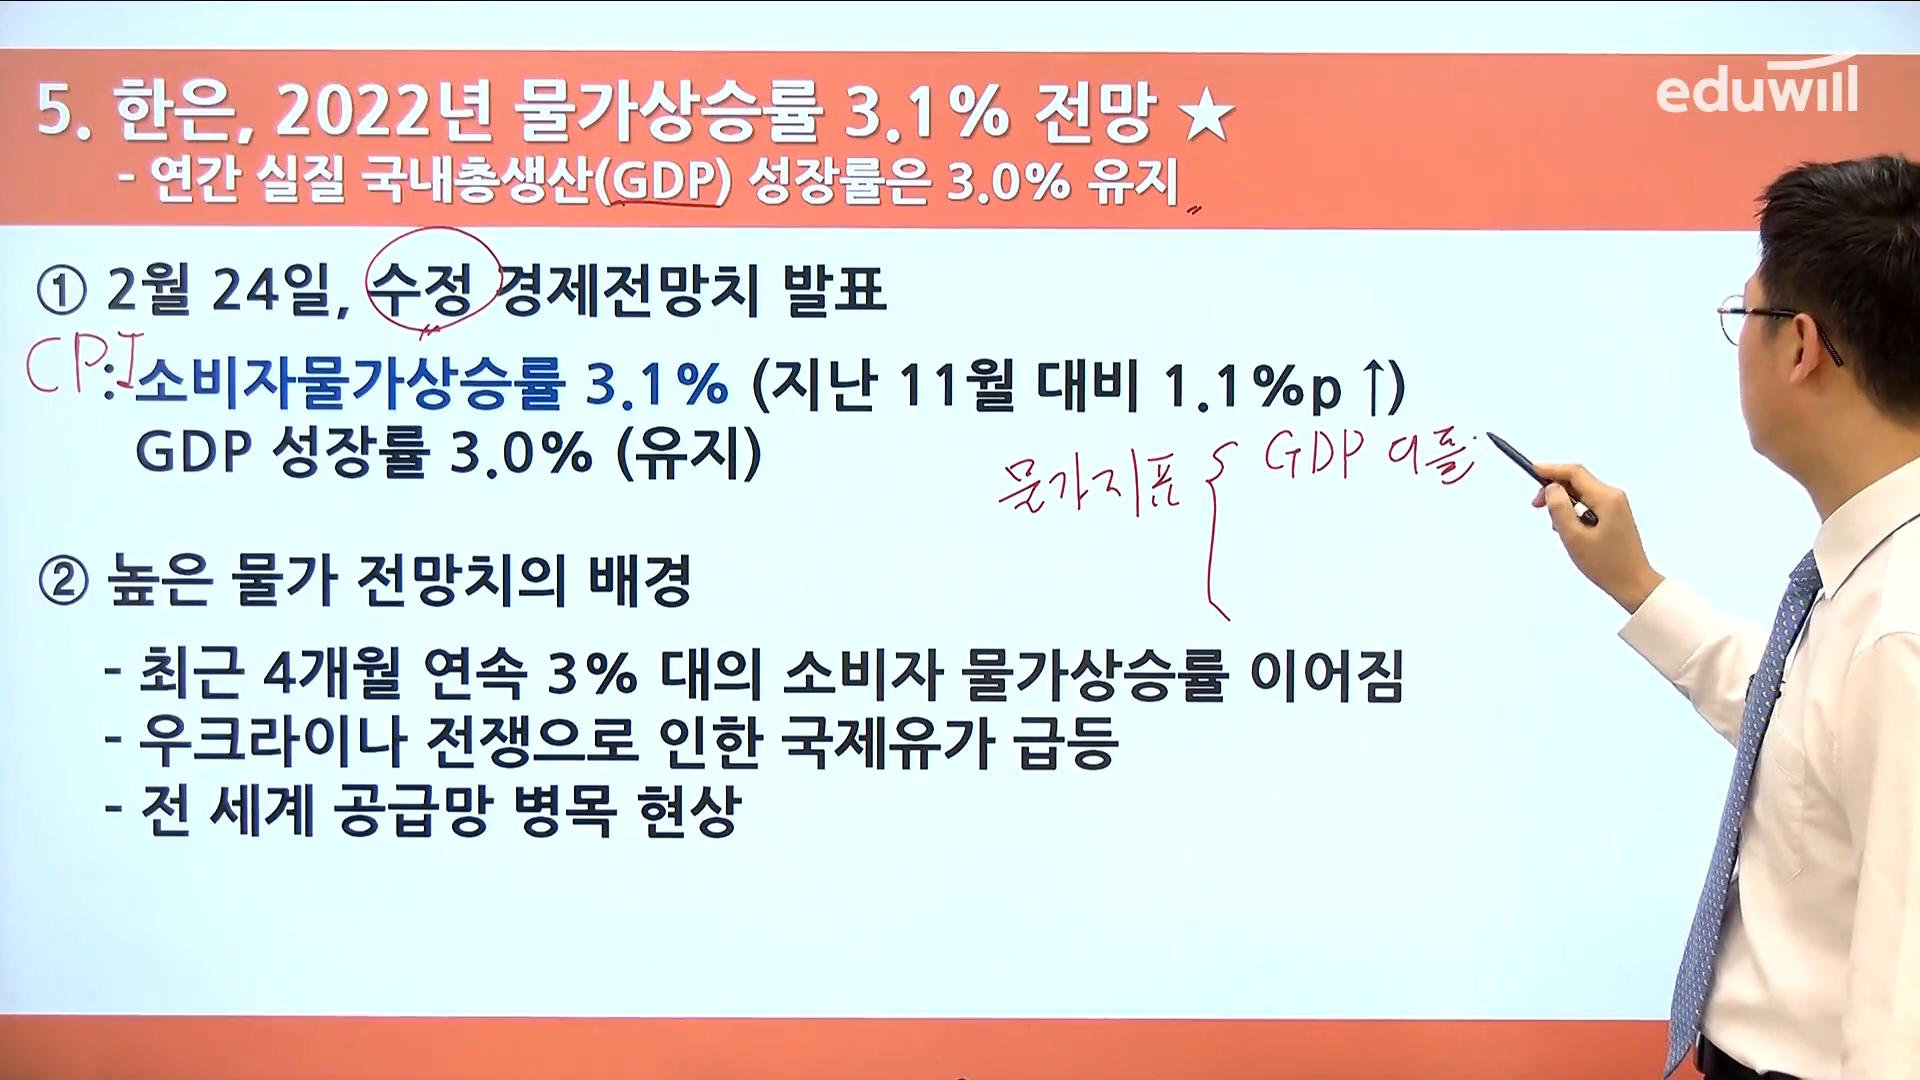 5. 한은, 2022년 물가상승률 3.1% 전망 ★
eduwill
- 연간 실질 국내총생산(GDP) 성장률은 3.0% 유지
① 2월 24일, 수정 경제전망치 발표
CPI
: 소비자물가상승률 3.1% (지난 11월 대비 1.1%p ↑)
GDP 성장률 3.0% (유지)
물가지표 { GDP 디플
② 높은 물가 전망치의 배경
- 최근 4개월 연속 3% 대의 소비자 물가상승률 이어짐
- 우크라이나 전쟁으로 인한 국제유가 급등
- 전 세계 공급망 병목 현상